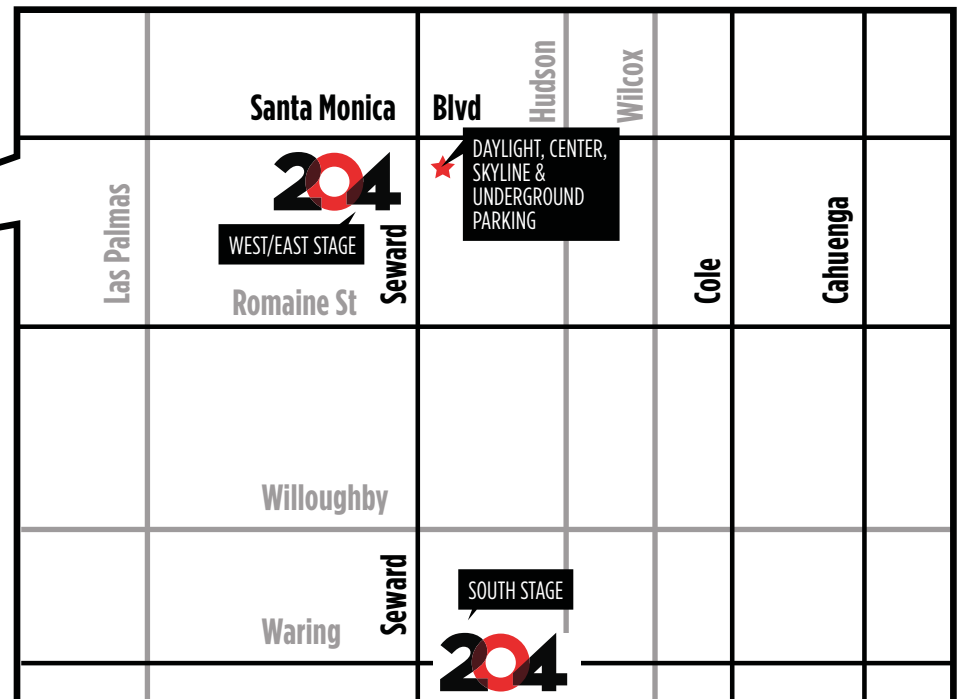 Hudson
Wilcox
Santa Monica Blvd
204
DAYLIGHT, CENTER,
SKYLINE &
UNDERGROUND
PARKING
WEST/EAST STAGE
Las Palmas
Seward
Cole
Cahuenga
Romaine St
Willoughby
Seward
SOUTH STAGE
Waring
204